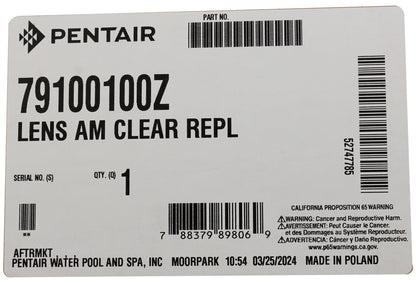 PENTAIR
PART NO.
79100100Z
LENS AM CLEAR REPL
SERIAL NO. (S)
QTY. (Q) 1
52747785
7 88379 89806 9
CALIFORNIA PROPOSITION 65 WARNING
WARNING: Cancer and Reproductive Harm.
AVERTISSEMENT: Peut Causer le Cancer
et des Dommages au Système Reproducteur.
ADVERTENCIA: Cáncer y Daño Reproductivo.
www.p65warnings.ca.gov
AFTRMKT
PENTAIR WATER POOL AND SPA, INC MOORPARK 10:54 03/25/2024 MADE IN POLAND